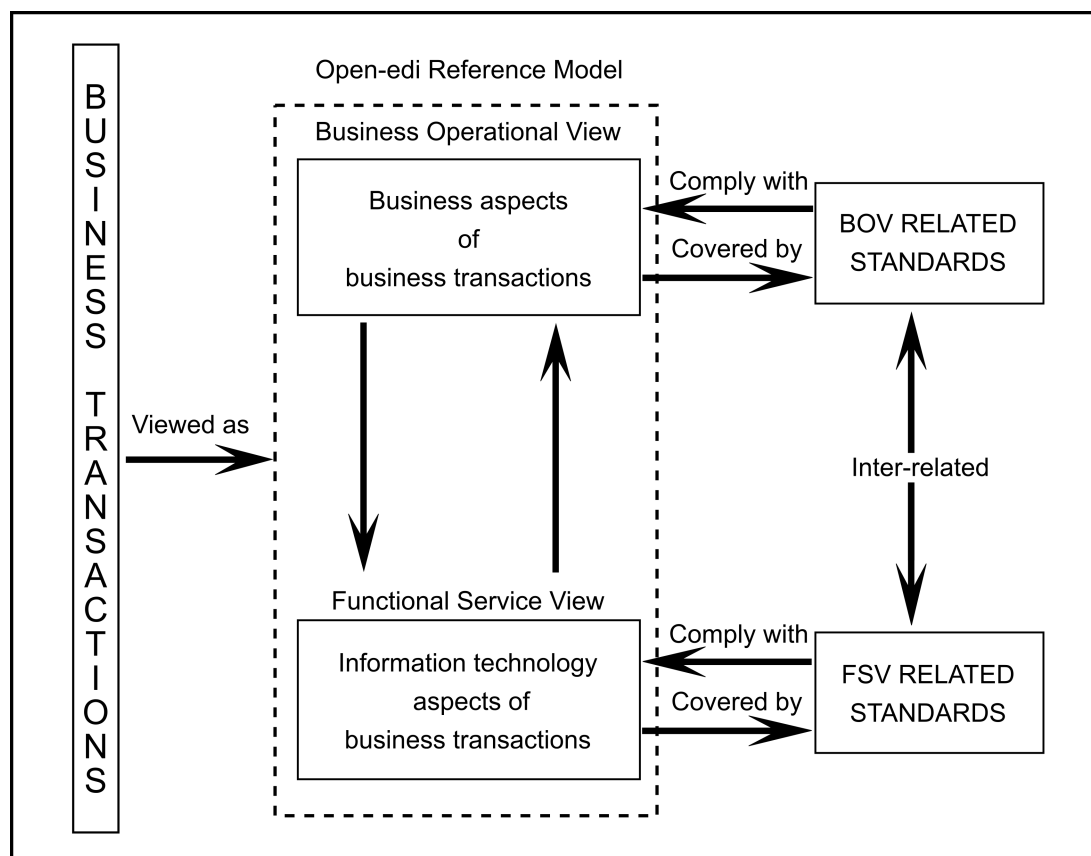 BUSINESS TRANSACTIONS
Open-edi Reference Model
Business Operational View
Business aspects
of
business transactions
Comply with
Covered by
BOV RELATED
STANDARDS
Viewed as
Inter-related
Functional Service View
Information technology
aspects of
business transactions
Comply with
Covered by
FSV RELATED
STANDARDS